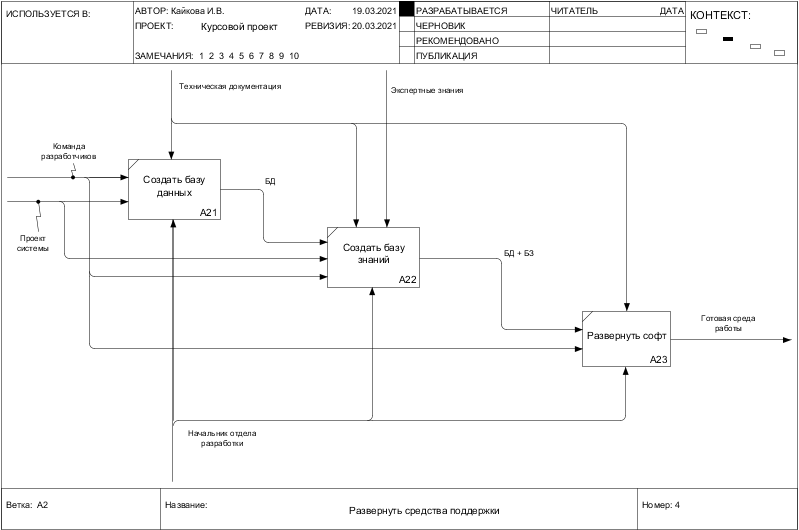 ИСПОЛЬЗУЕТСЯ В:
АВТОР: Кайкова И.В.
ДАТА: 19.03.2021
РАЗРАБАТЫВАЕТСЯ
ЧИТАТЕЛЬ
ДАТА
КОНТЕКСТ:
ПРОЕКТ: Курсовой проект
РЕВИЗИЯ: 20.03.2021
ЧЕРНОВИК
РЕКОМЕНДОВАНО
ЗАМЕЧАНИЯ: 1 2 3 4 5 6 7 8 9 10
ПУБЛИКАЦИЯ
Техническая документация
Экспертные знания
Команда
разработчиков
Создать базу
данных
A21
БД
Проект
системы
Создать базу
знаний
A22
БД + БЗ
Развернуть софт
A23
Готовая среда
работы
Начальник отдела
разработки
Ветка: A2
Название:
Развернуть средства поддержки
Номер: 4